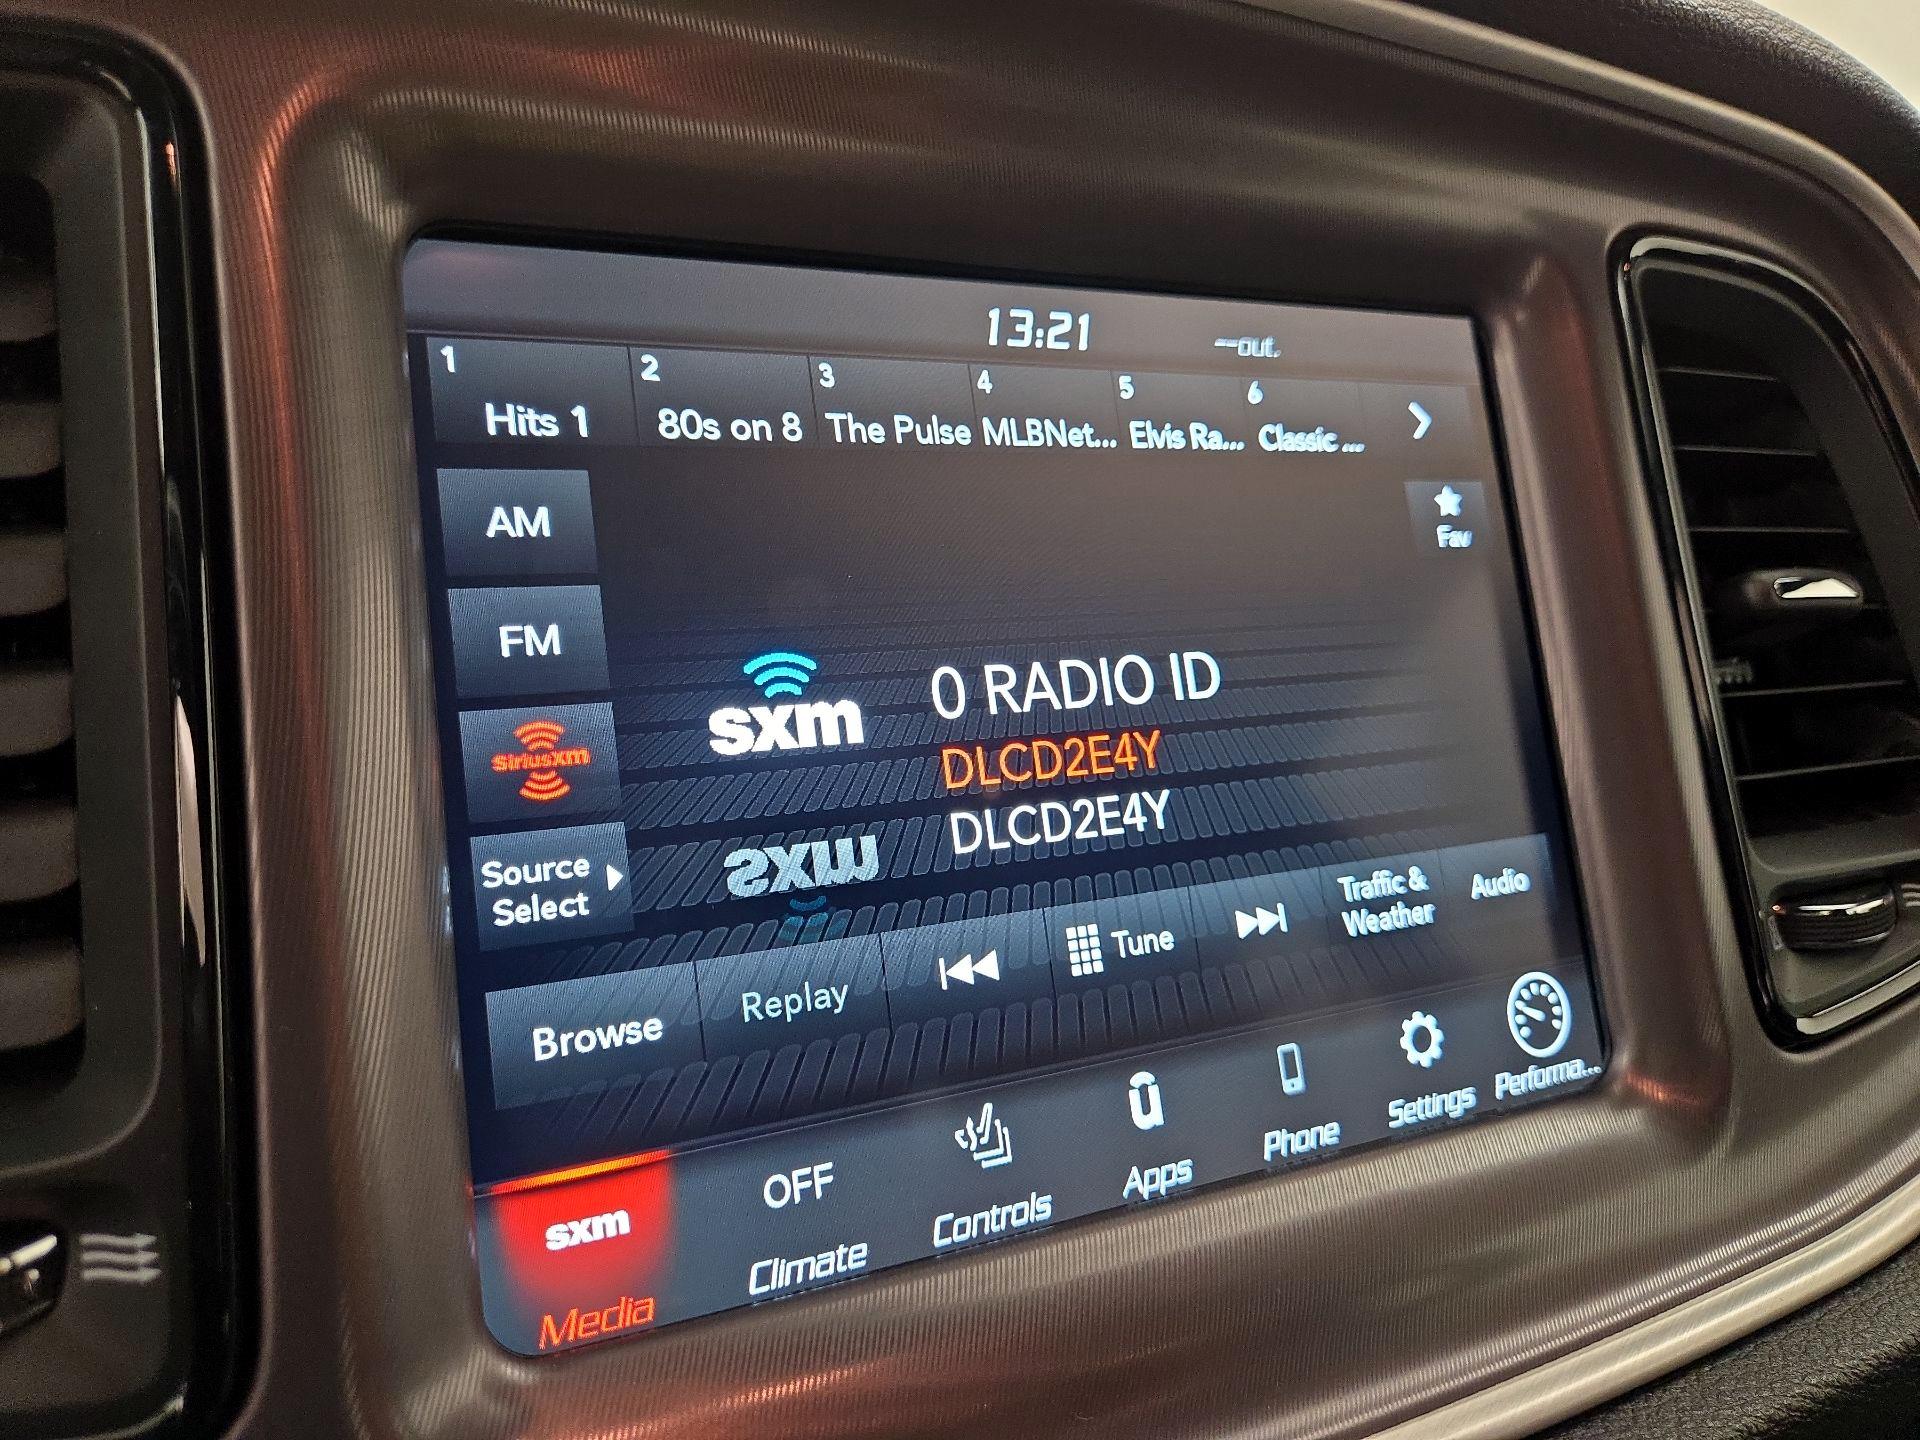 13:21
--out.
1 2 3 4 5 6
Hits 1 80s on 8 The Pulse MLBNet... Elvis Ra... Classic ...
AM
Fav
FM
sxm 0 RADIO ID
siriusxm DLCD2E4Y
DLCD2E4Y
Source
Select
sxm
Browse Replay Tune Traffic &
Weather Audio
sxm OFF
Media Climate Controls Apps Phone Settings Performa...